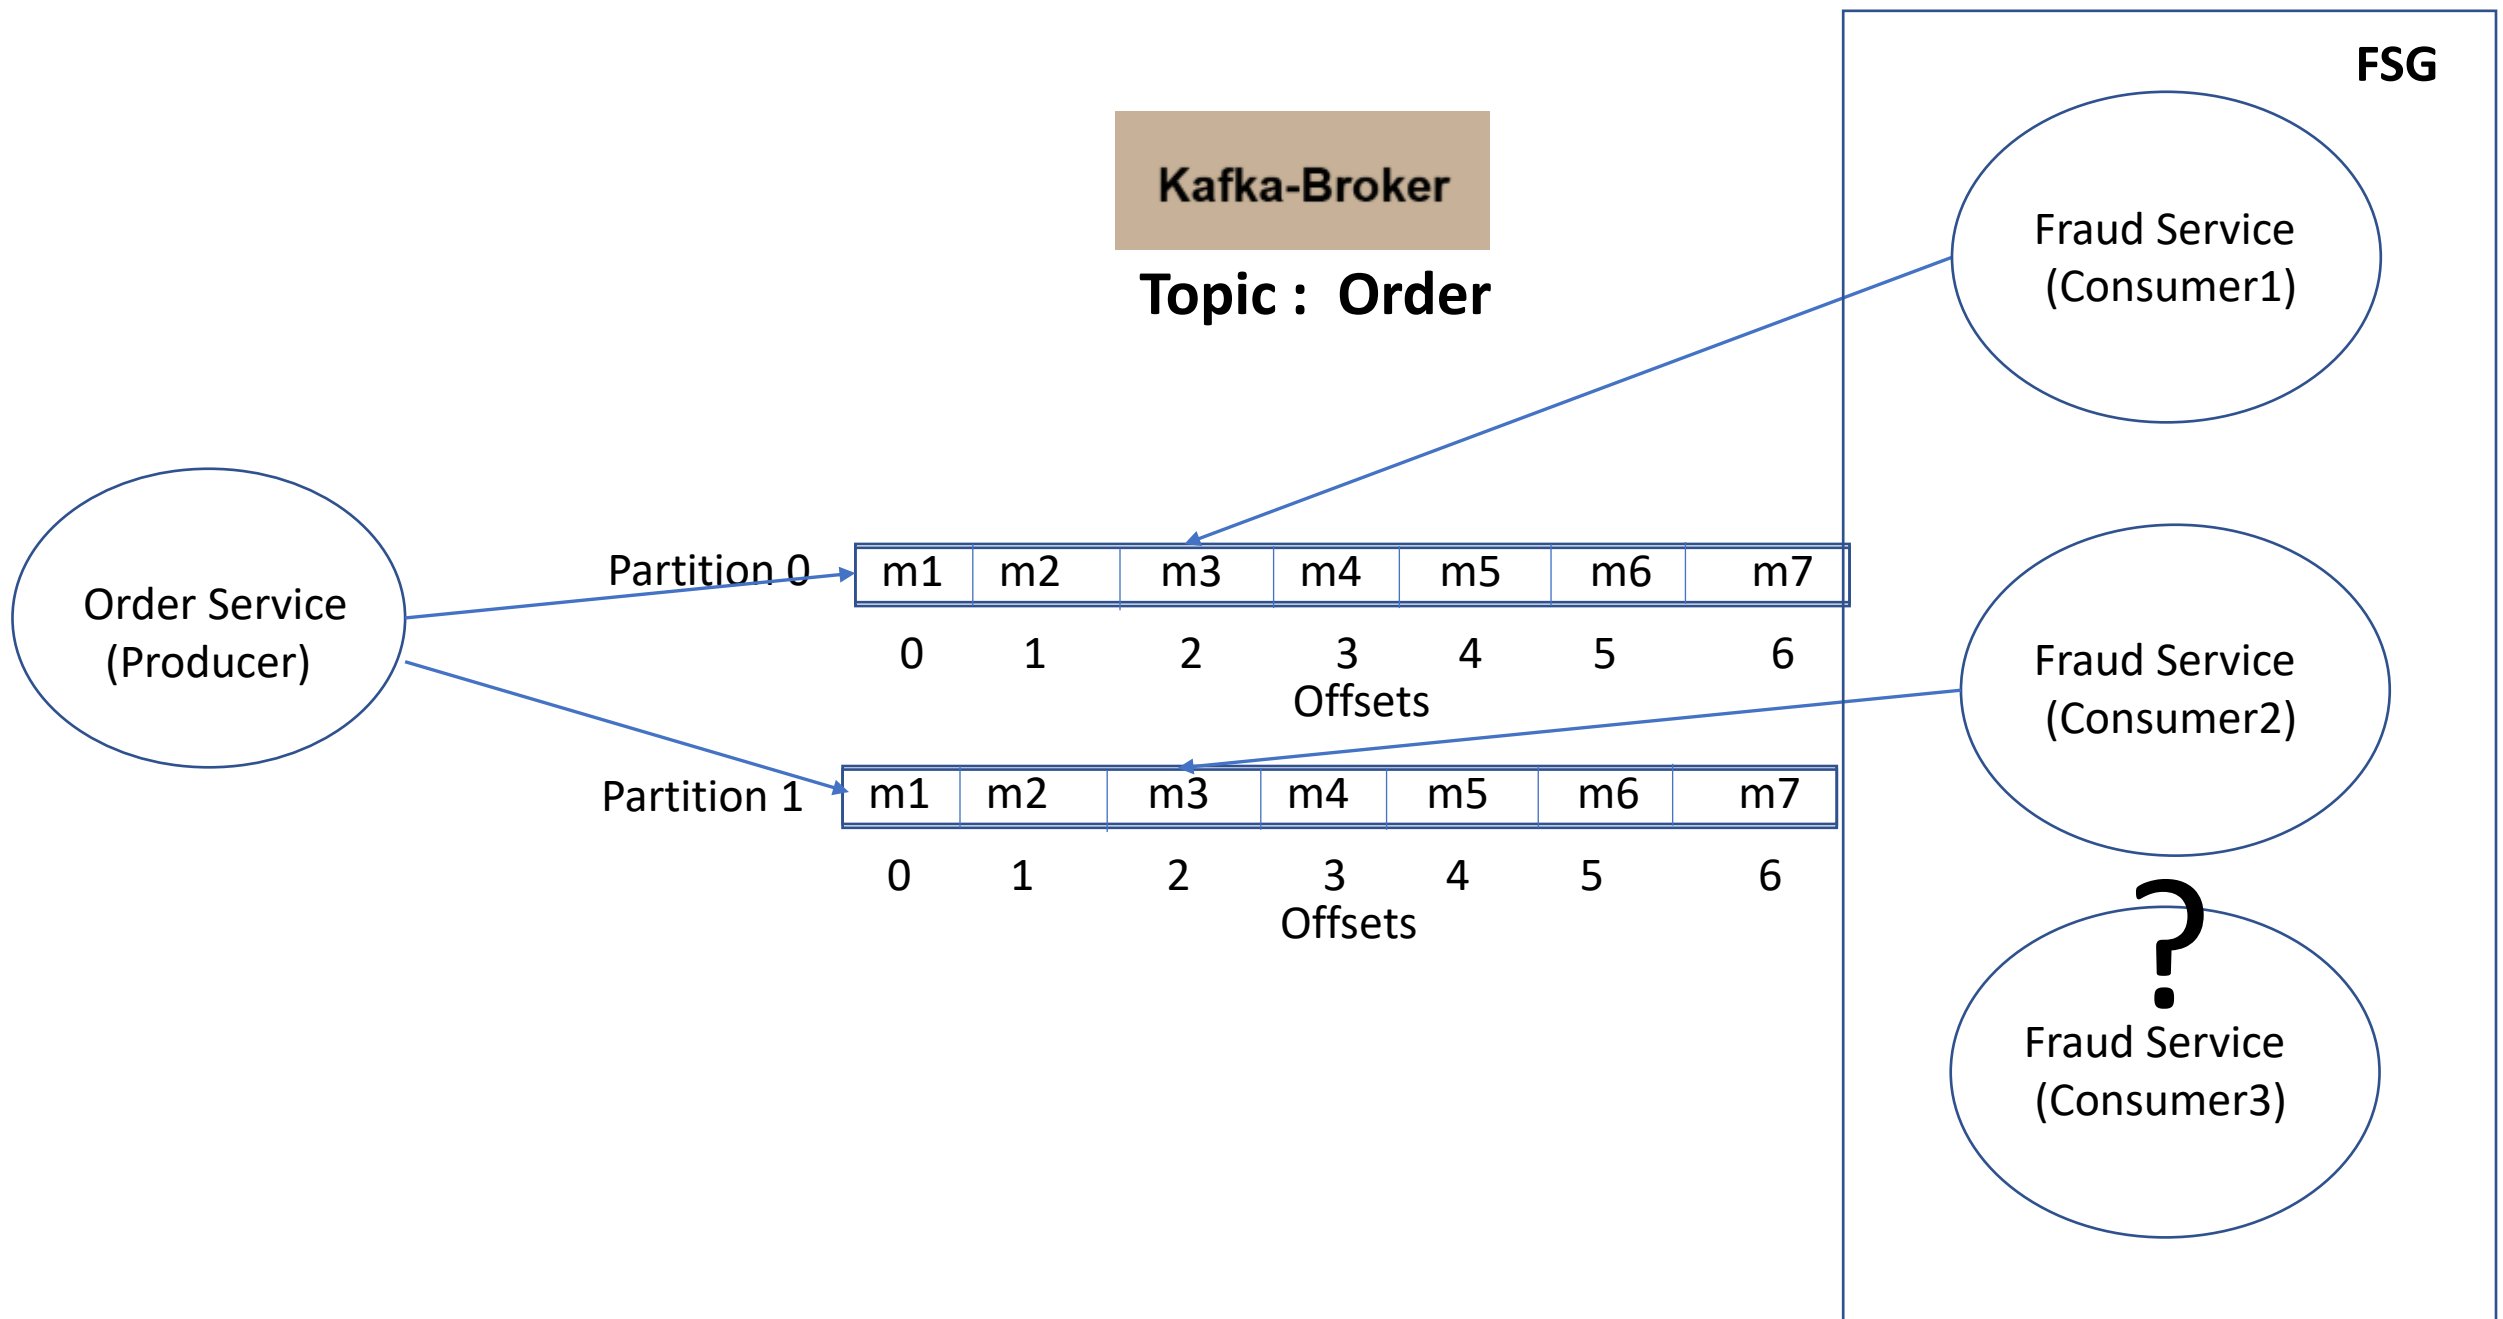 FSG
Kafka-Broker
Topic : Order
Fraud Service
(Consumer1)
Order Service
(Producer)
Partition 0
m1 m2 m3 m4 m5 m6 m7
0 1 2 3 4 5 6
Offsets
Fraud Service
(Consumer2)
Partition 1
m1 m2 m3 m4 m5 m6 m7
0 1 2 3 4 5 6
Offsets
?
Fraud Service
(Consumer3)